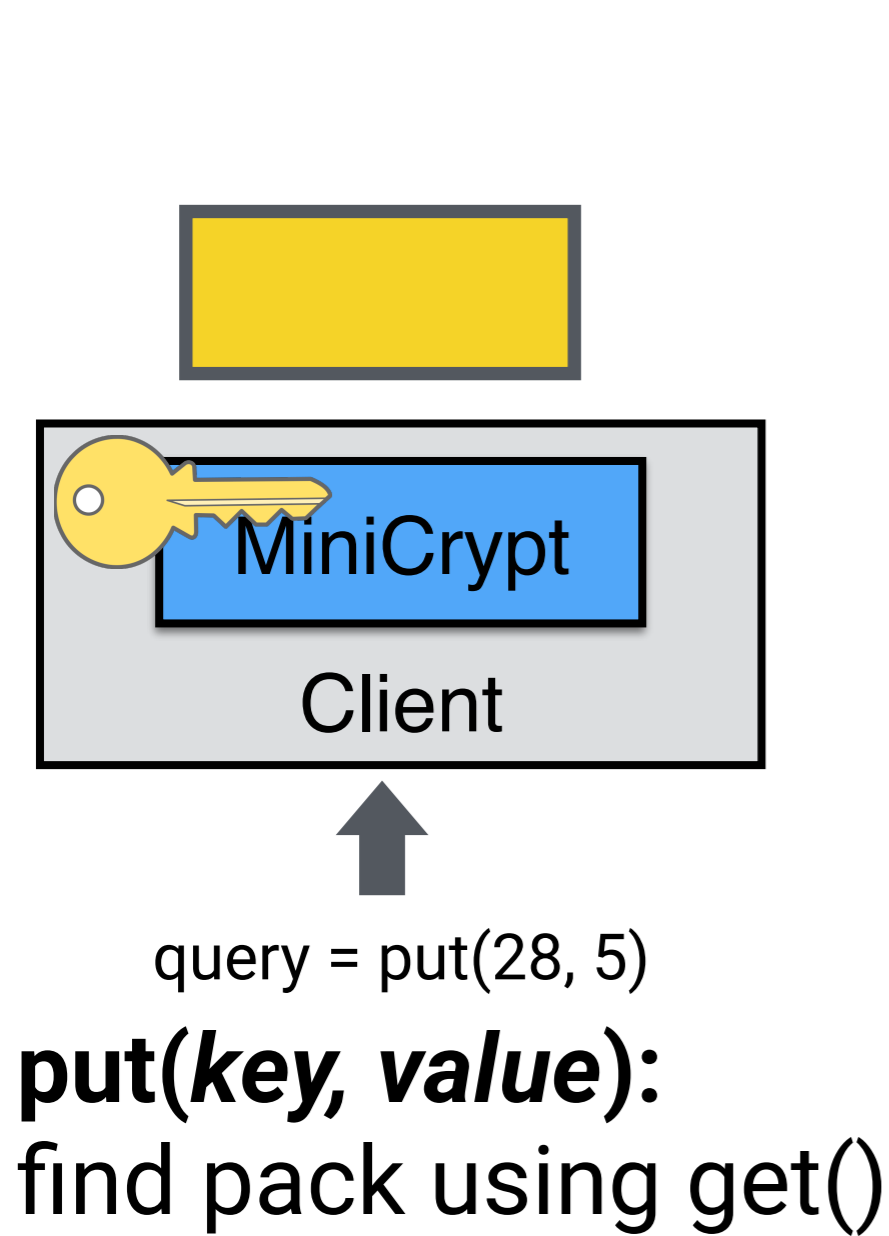 MiniCrypt
Client
query = put(28, 5)
put(key, value):
find pack using get()